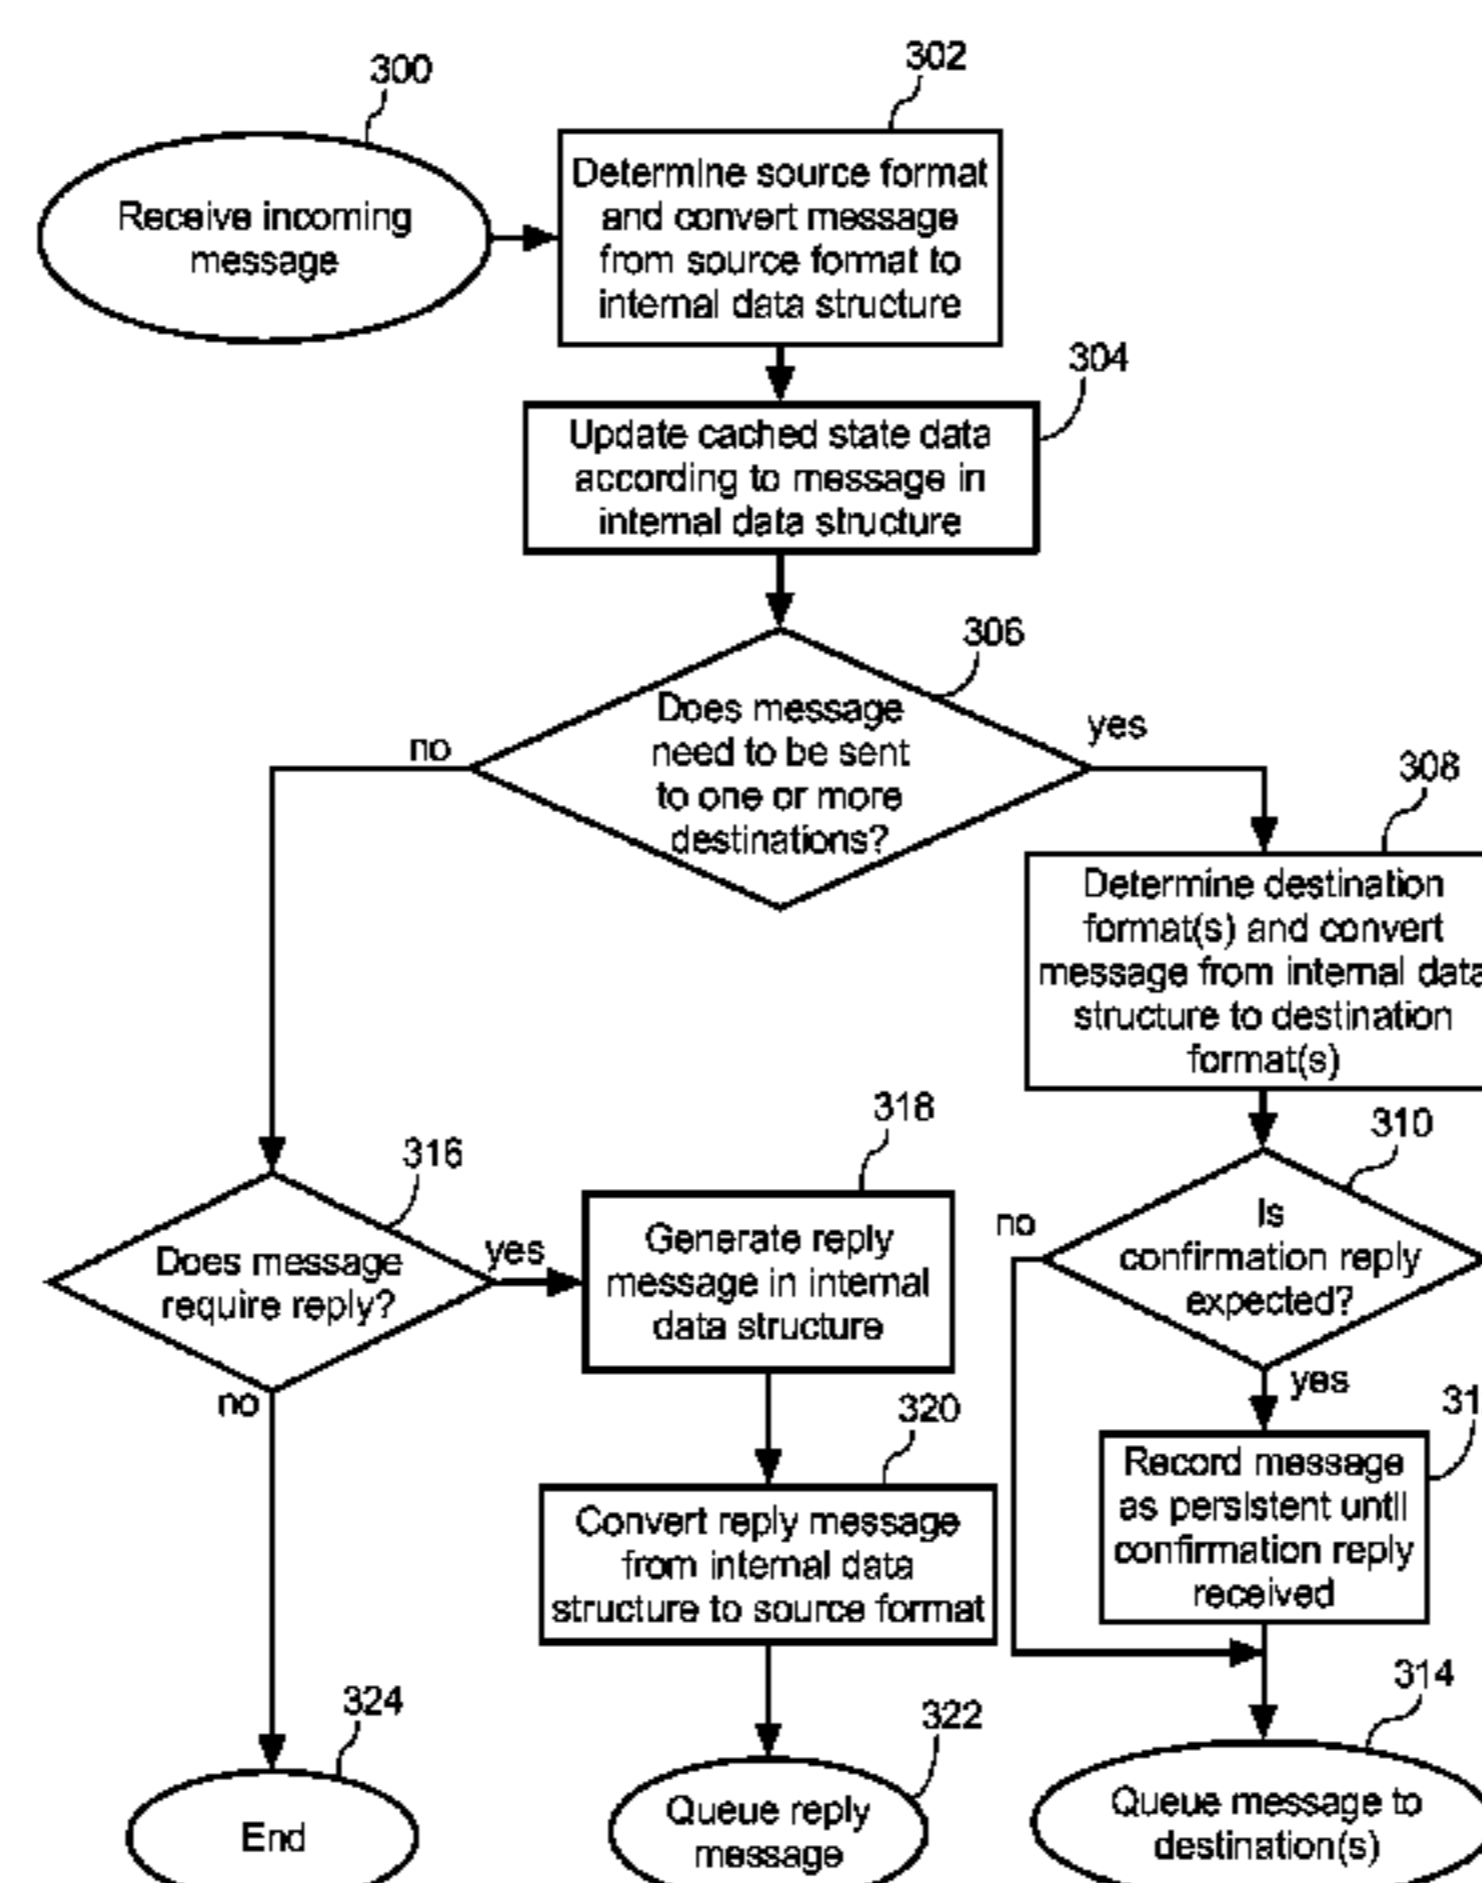 300
Receive incoming
message
302
Determine source format
and convert message
from source format to
internal data structure
304
Update cached state data
according to message in
internal data structure
306
Does message
need to be sent
to one or more
destinations?
no
yes
308
Determine destination
format(s) and convert
message from internal data
structure to destination
format(s)
310
Is
confirmation reply
expected?
no
yes
31
Record message
as persistent until
confirmation reply
received
314
Queue message to
destination(s)
316
Does message
require reply?
yes
no
318
Generate reply
message in internal
data structure
320
Convert reply message
from internal data
structure to source format
322
Queue reply
message
324
End